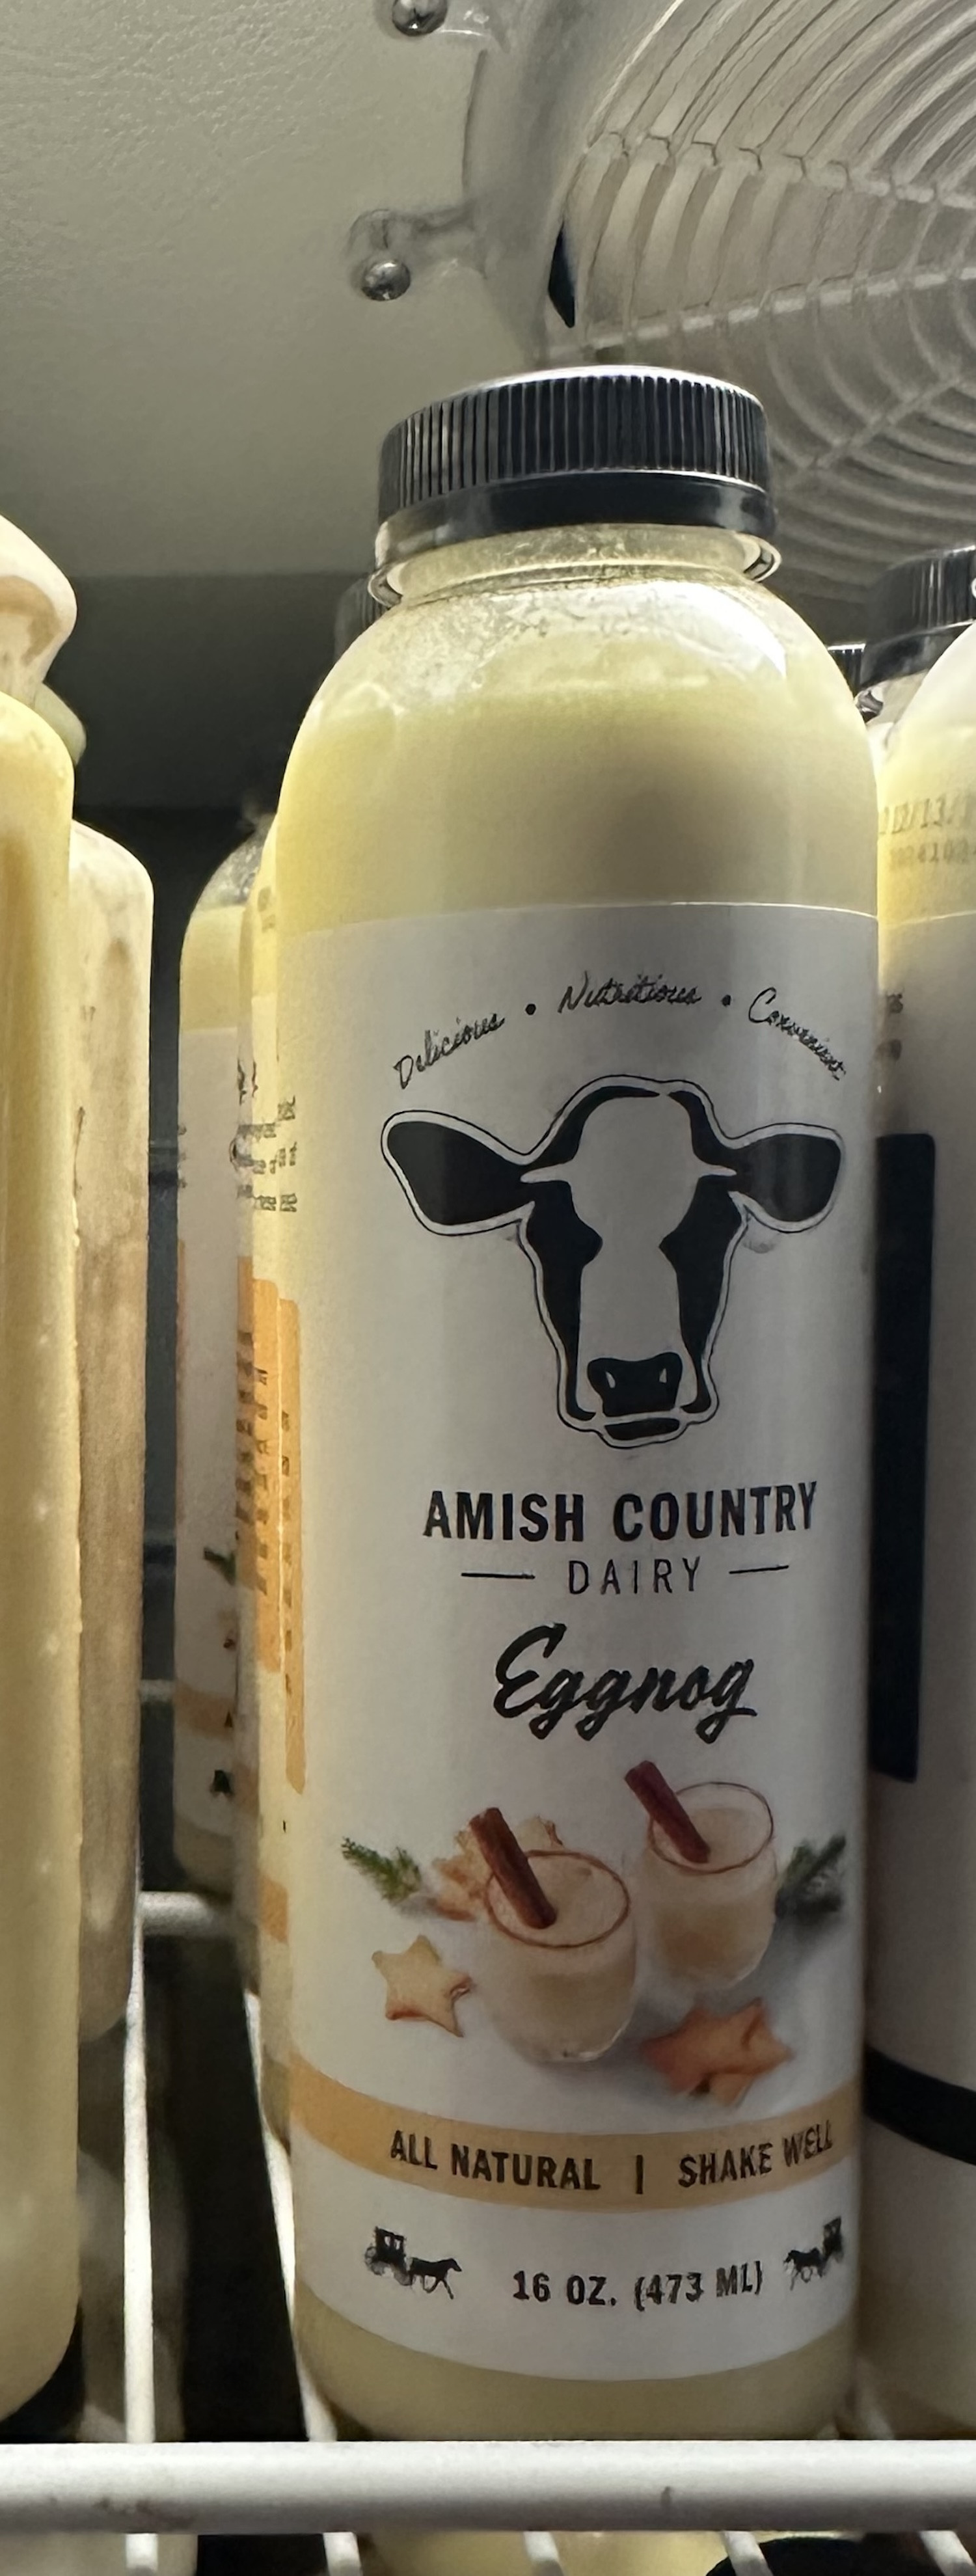 Delicious • Nutritious • Convenient
AMISH COUNTRY
DAIRY
Eggnog
ALL NATURAL | SHAKE WELL
16 OZ. (473 ML)